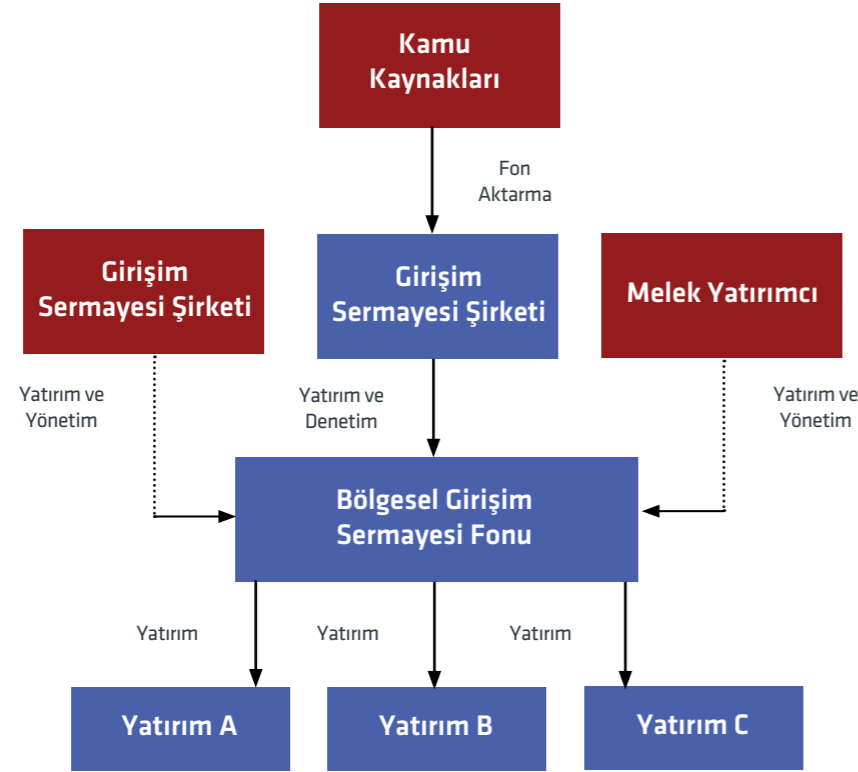 Kamu
Kaynakları
Fon
Aktarma
Girişim
Sermayesi Şirketi
Girişim
Sermayesi Şirketi
Melek Yatırımcı
Yatırım ve
Yönetim
Yatırım ve
Denetim
Yatırım ve
Yönetim
Bölgesel Girişim
Sermayesi Fonu
Yatırım
Yatırım
Yatırım
Yatırım A
Yatırım B
Yatırım C